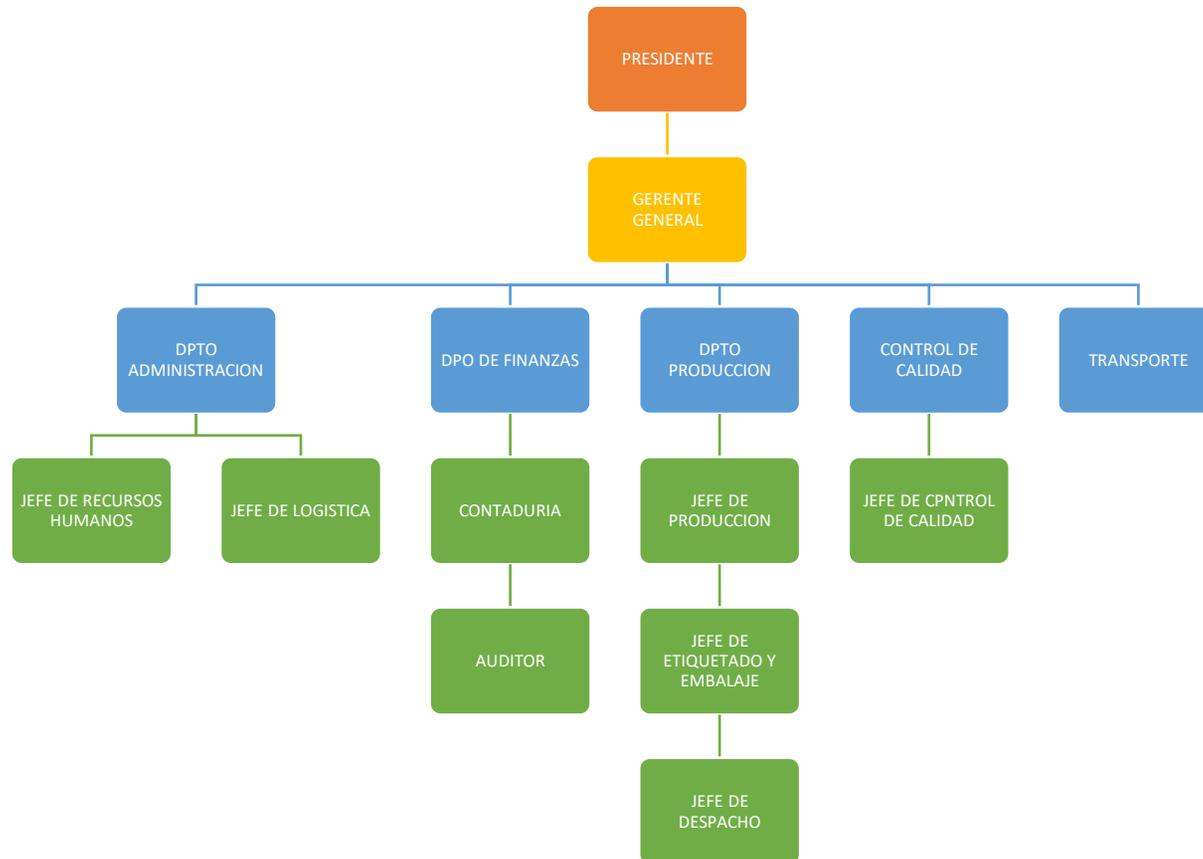 PRESIDENTE
GERENTE
GENERAL
DPTO
ADMINISTRACION
DPO DE FINANZAS
DPTO
PRODUCCION
CONTROL DE
CALIDAD
TRANSPORTE
JEFE DE RECURSOS
HUMANOS
JEFE DE LOGISTICA
CONTADURIA
JEFE DE
PRODUCCION
JEFE DE CPNTROL
DE CALIDAD
AUDITOR
JEFE DE
ETIQUETADO Y
EMBALAJE
JEFE DE
DESPACHO